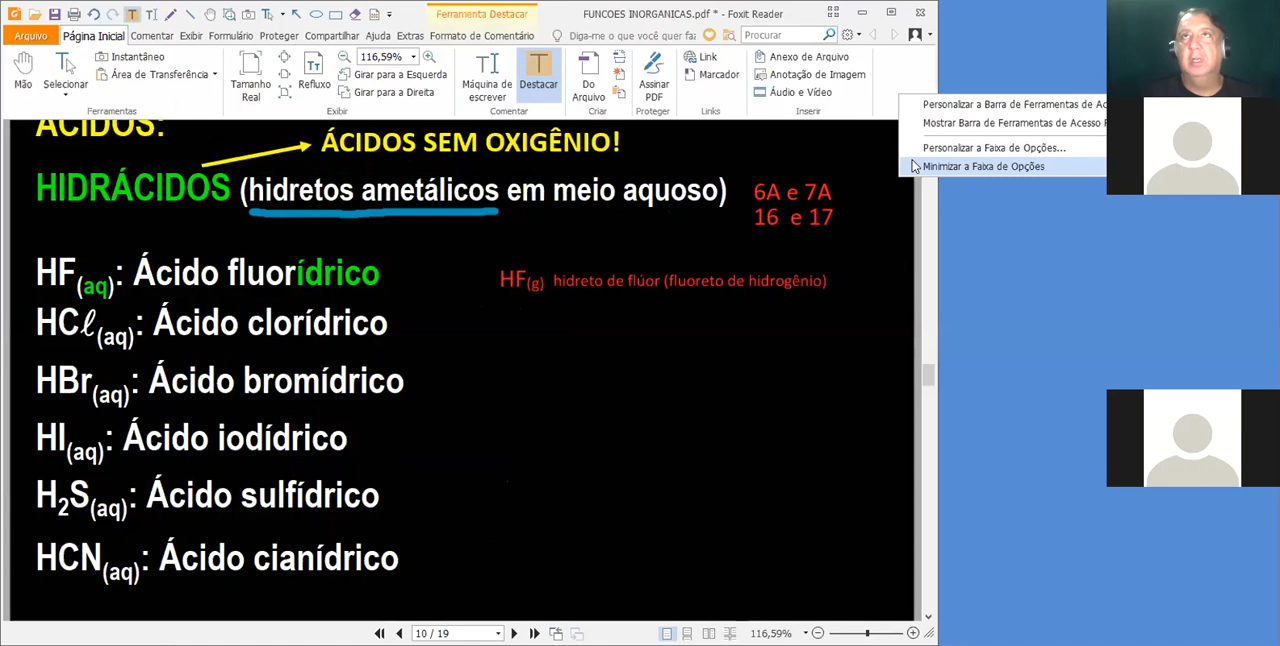 Ferramenta Destacar
FUNCOES INORGANICAS.pdf * - Foxit Reader
Arquivo Página Inicial Comentar Exibir Formulário Proteger Compartilhar Ajuda Extras Formato de Comentário Diga-me o que você faz Procurar
Mão
Selecionar
Instantâneo
Área de Transferência
Ferramentas
Tamanho Real
Refluxo
116,59%
Girar para a Esquerda
Girar para a Direita
Exibir
Máquina de escrever
Destacar
Comentar
Do Arquivo
Criar
Assinar PDF
Proteger
Link
Marcador
Links
Anexo de Arquivo
Anotação de Imagem
Áudio e Vídeo
Inserir
Personalizar a Barra de Ferramentas de Ac
Mostrar Barra de Ferramentas de Acesso F
Personalizar a Faixa de Opções...
Minimizar a Faixa de Opções
ÁCIDOS:
ÁCIDOS SEM OXIGÊNIO!
HIDRÁCIDOS (hidretos ametálicos em meio aquoso) 6A e 7A
16 e 17
HF(aq): Ácido fluorídrico HF(g) hidreto de flúor (fluoreto de hidrogênio)
HCℓ(aq): Ácido clorídrico
HBr(aq): Ácido bromídrico
HI(aq): Ácido iodídrico
H₂S(aq): Ácido sulfídrico
HCN(aq): Ácido cianídrico
10 / 19
116,59%